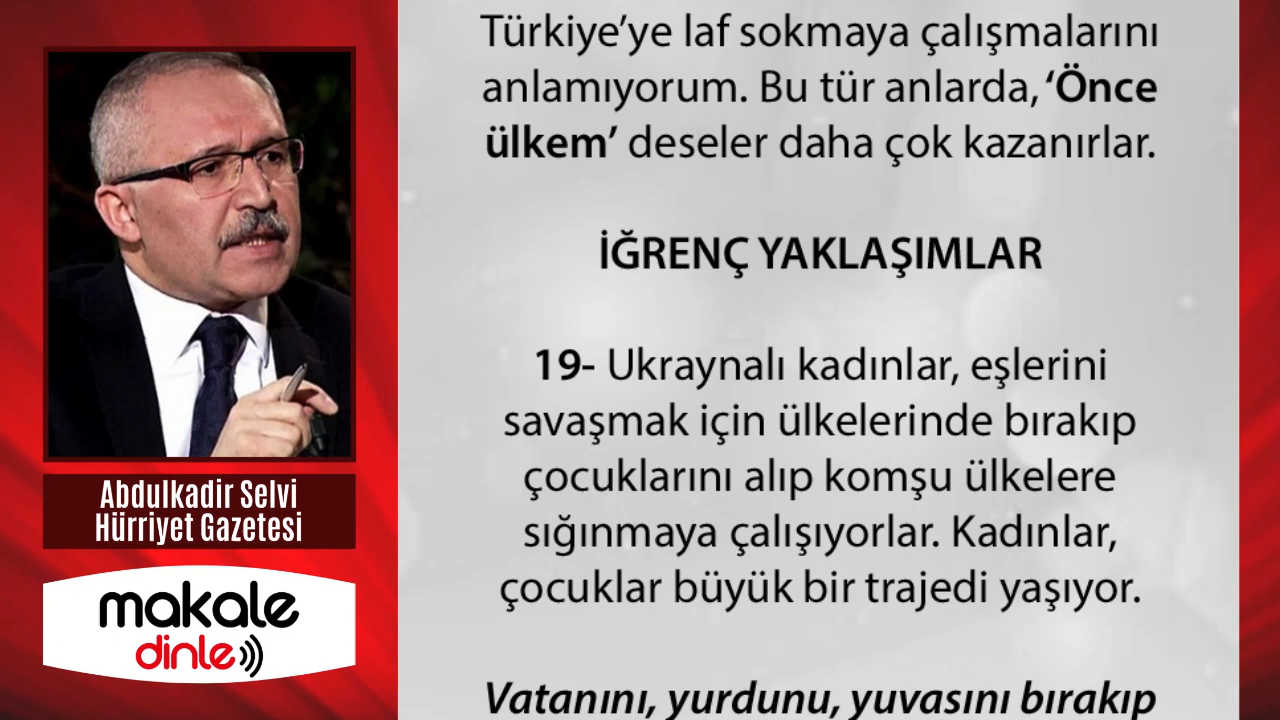 Türkiye’ye laf sokmaya çalışmalarını
anlamıyorum. Bu tür anlarda, ‘Önce
ülkem’ deseler daha çok kazanırlar.
İĞRENÇ YAKLAŞIMLAR
19- Ukraynalı kadınlar, eşlerini
savaşmak için ülkelerinde bırakıp
çocuklarını alıp komşu ülkelere
sığınmaya çalışıyorlar. Kadınlar,
çocuklar büyük bir trajedi yaşıyor.
Vatanını, yurdunu, yuvasını bırakıp
Abdulkadir Selvi
Hürriyet Gazetesi
makale
dinle